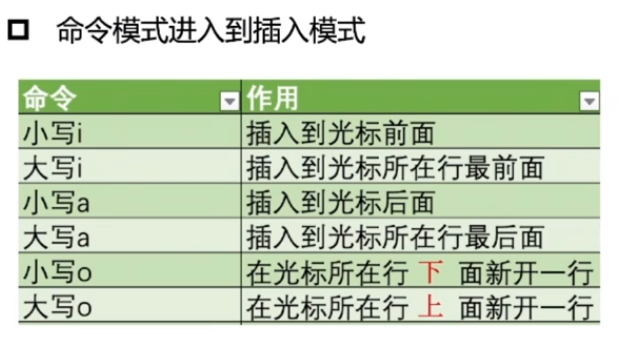 命令模式进入到插入模式
命令 作用
小写i 插入到光标前面
大写i 插入到光标所在行最前面
小写a 插入到光标后面
大写a 插入到光标所在行最后面
小写o 在光标所在行 下 面新开一行
大写o 在光标所在行 上 面新开一行